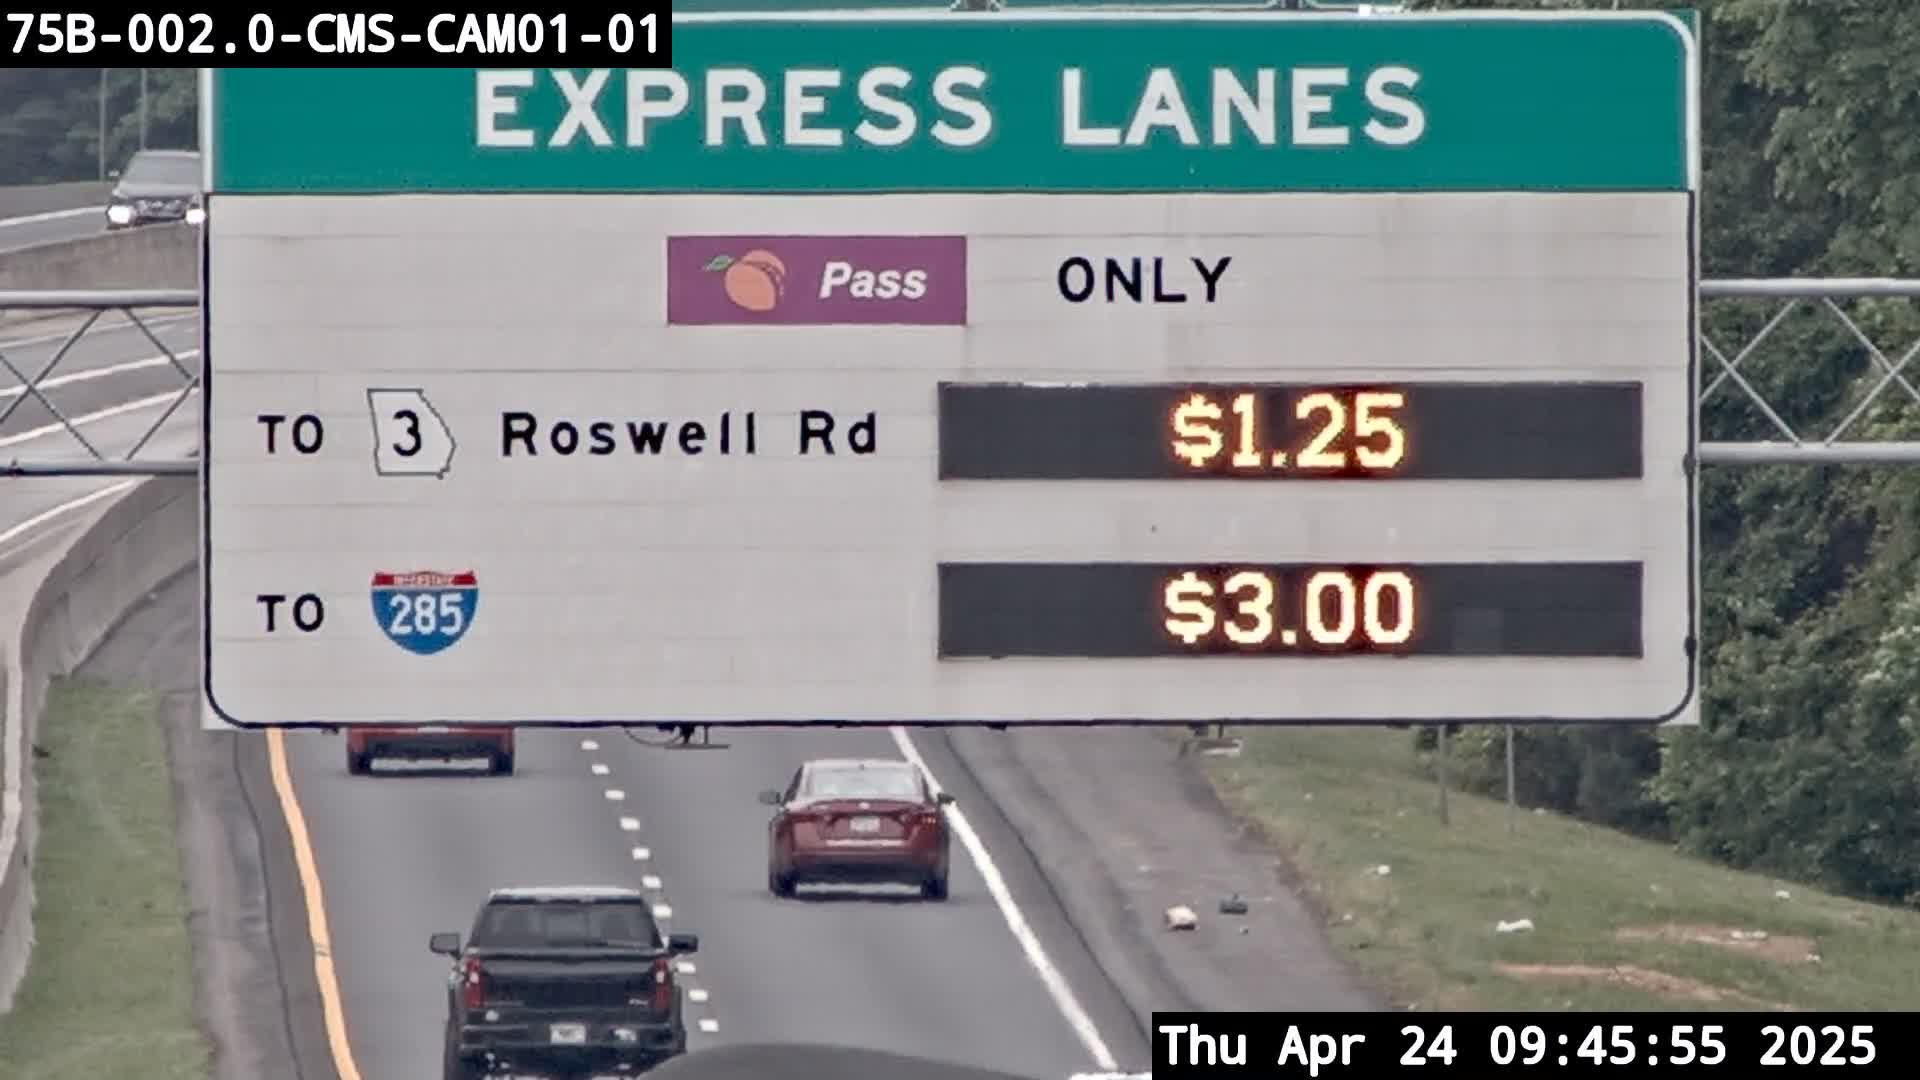 75B-002.0-CMS-CAM01-01
EXPRESS LANES
Pass ONLY
TO 3 Roswell Rd $1.25
INTERSTATE
TO 285 $3.00
Thu Apr 24 09:45:55 2025